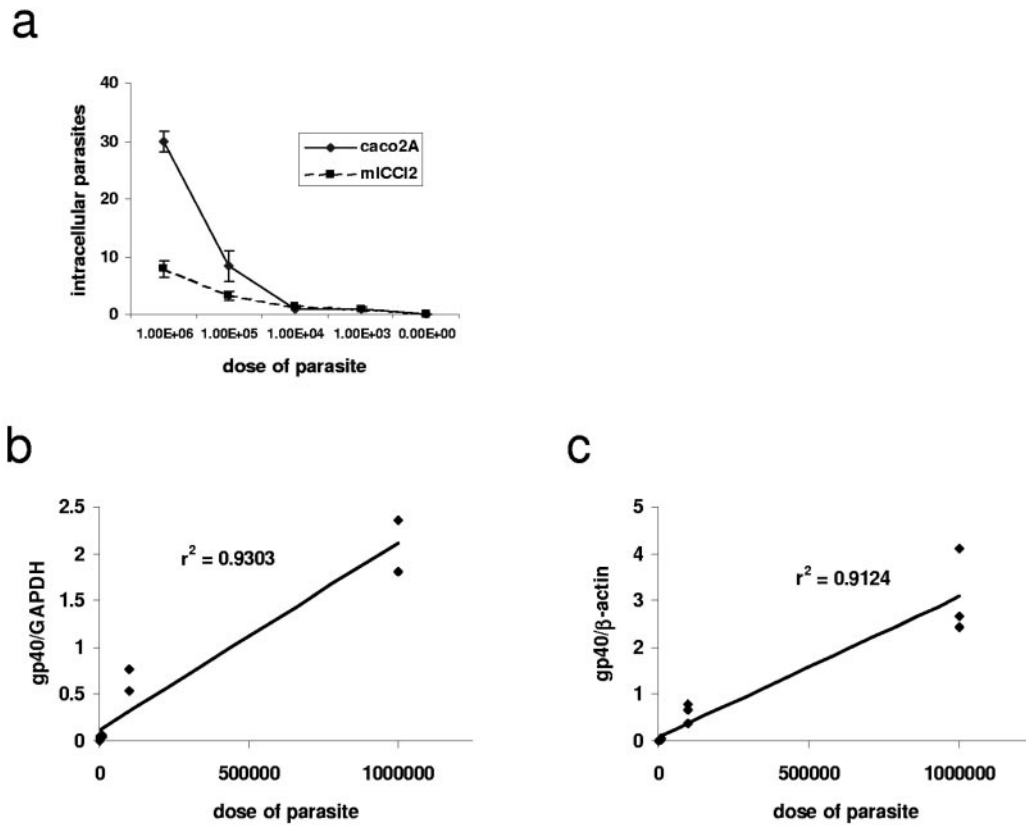 a
intracellular parasites
40
30
20
10
0
caco2A
mICCl2
1.00E+06 1.00E+05 1.00E+04 1.00E+03 0.00E+00
dose of parasite
b
gp40/GAPDH
2.5
2
1.5
1
0.5
0
r² = 0.9303
0 500000 1000000
dose of parasite
c
gp40/β-actin
5
4
3
2
1
0
r² = 0.9124
0 500000 1000000
dose of parasite